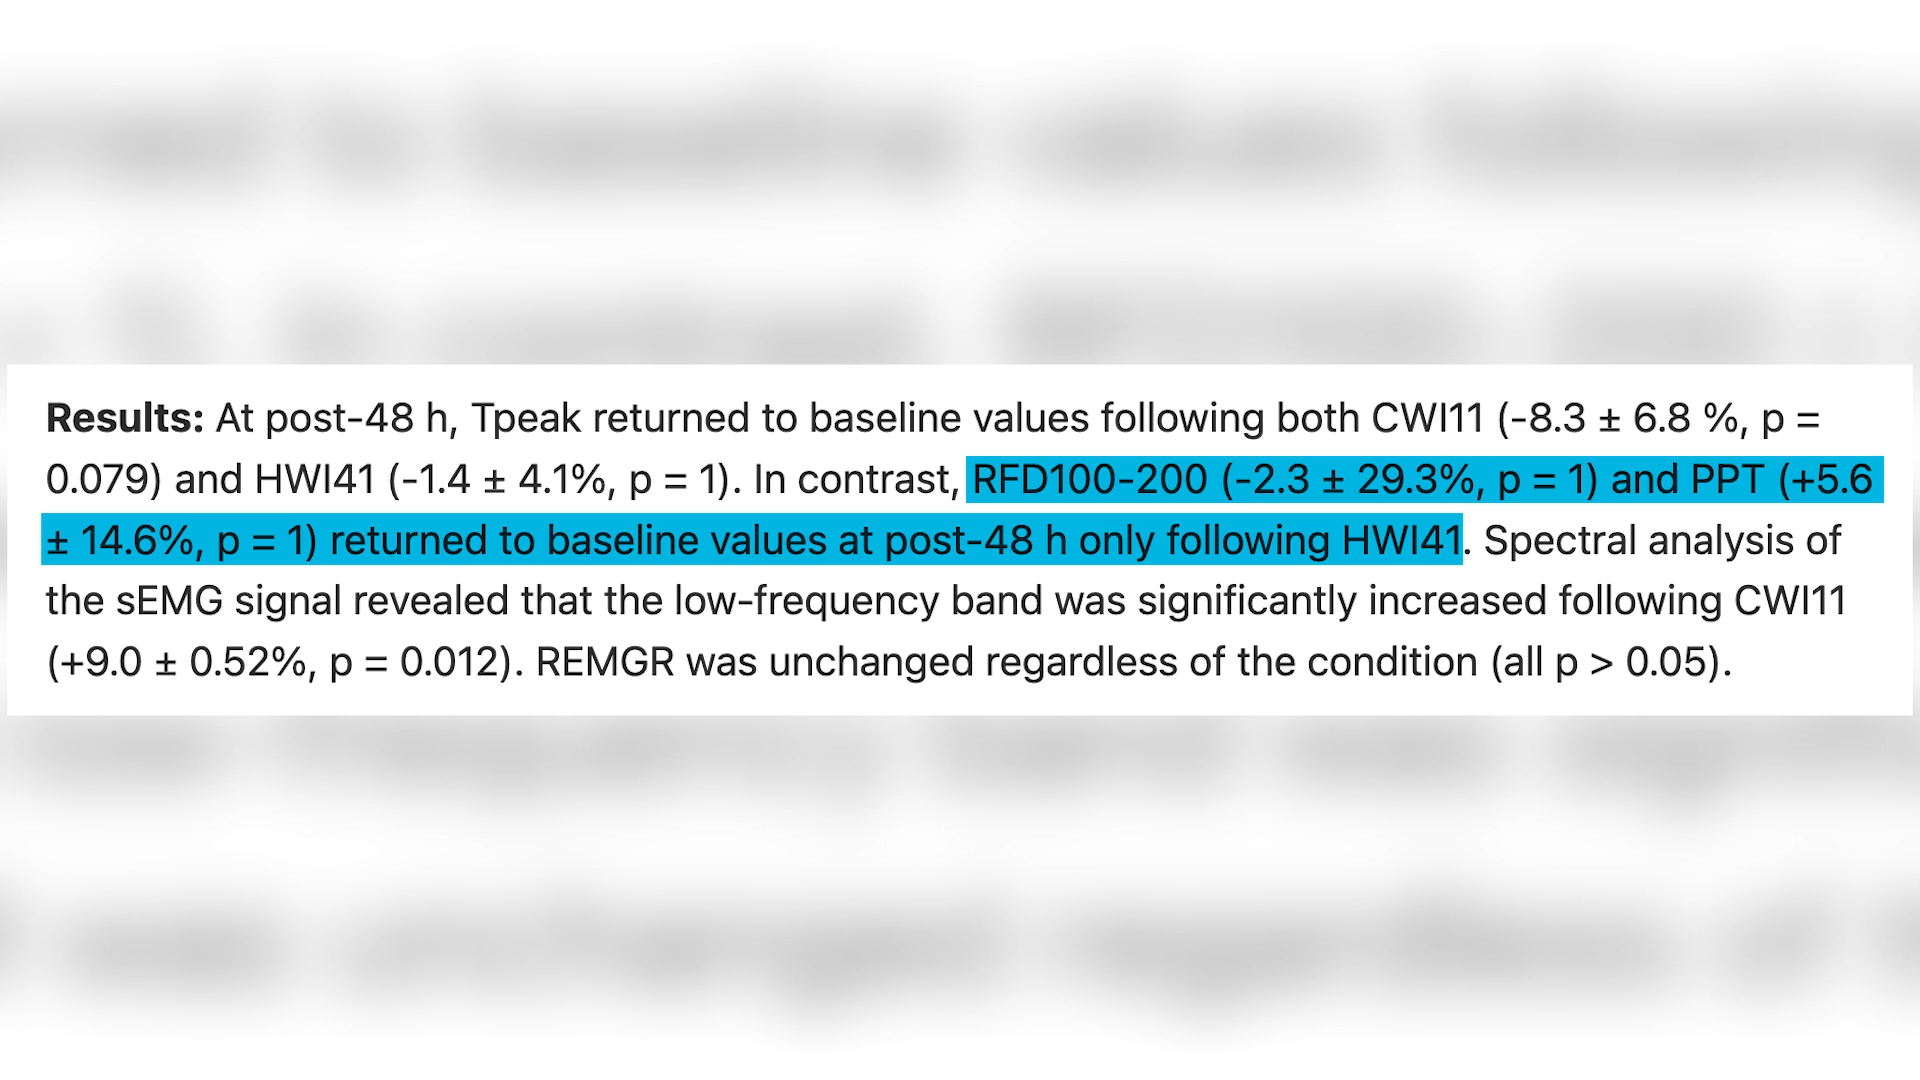 Results: At post-48 h, Tpeak returned to baseline values following both CWI11 (-8.3 ± 6.8 %, p =
0.079) and HWI41 (-1.4 ± 4.1%, p = 1). In contrast, RFD100-200 (-2.3 ± 29.3%, p = 1) and PPT (+5.6
± 14.6%, p = 1) returned to baseline values at post-48 h only following HWI41. Spectral analysis of
the sEMG signal revealed that the low-frequency band was significantly increased following CWI11
(+9.0 ± 0.52%, p = 0.012). REMGR was unchanged regardless of the condition (all p > 0.05).